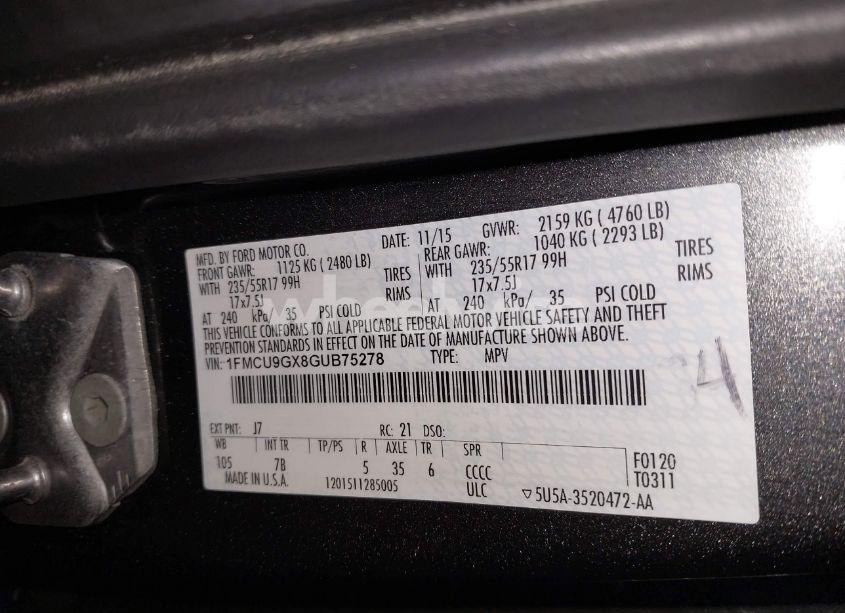 MFD. BY FORD MOTOR CO.
DATE: 11/15 GVWR: 2159 KG ( 4760 LB)
FRONT GAWR: 1125 KG ( 2480 LB)
REAR GAWR: 1040 KG ( 2293 LB)
WITH 235/55R17 99H TIRES
WITH 235/55R17 99H TIRES
17x7.5J RIMS
17x7.5J RIMS
AT 240 kPa/ 35 PSI COLD
AT 240 kPa/ 35 PSI COLD
THIS VEHICLE CONFORMS TO ALL APPLICABLE FEDERAL MOTOR VEHICLE SAFETY AND THEFT
PREVENTION STANDARDS IN EFFECT ON THE DATE OF MANUFACTURE SHOWN ABOVE.
VIN: 1FMCU9GX8GUB75278 TYPE: MPV
4
EXT PNT: J7 RC: 21 DSO:
WB INT TR TP/PS R AXLE TR SPR
105 7B 5 35 6 CCCC
F0120
T0311
MADE IN U.S.A. 1201511285005 ULC ▽5U5A-3520472-AA